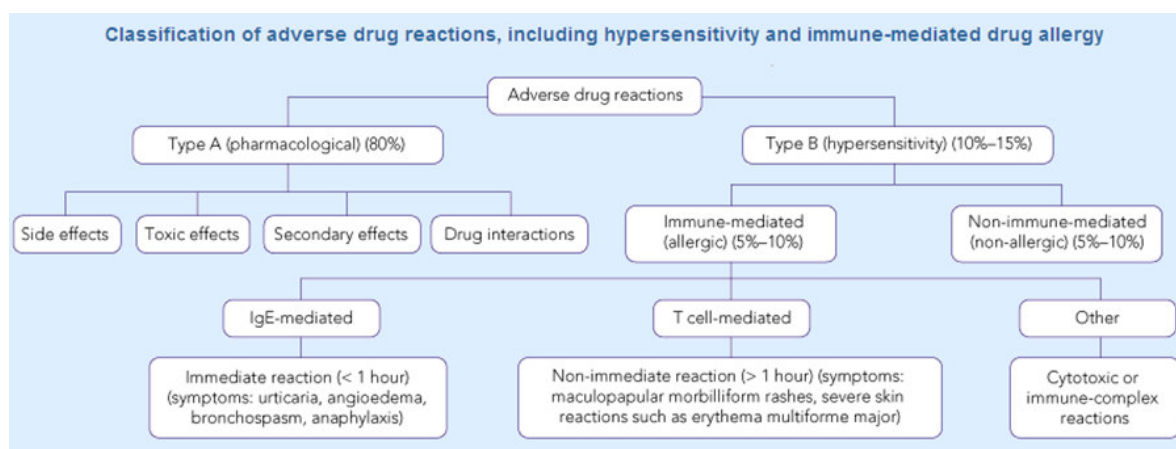 Classification of adverse drug reactions, including hypersensitivity and immune-mediated drug allergy
Adverse drug reactions
Type A (pharmacological) (80%)
Type B (hypersensitivity) (10%–15%)
Side effects
Toxic effects
Secondary effects
Drug interactions
Immune-mediated
(allergic) (5%–10%)
Non-immune-mediated
(non-allergic) (5%–10%)
IgE-mediated
T cell-mediated
Other
Immediate reaction (< 1 hour)
(symptoms: urticaria, angioedema,
bronchospasm, anaphylaxis)
Non-immediate reaction (> 1 hour) (symptoms:
maculopapular morbilliform rashes, severe skin
reactions such as erythema multiforme major)
Cytotoxic or
immune-complex
reactions